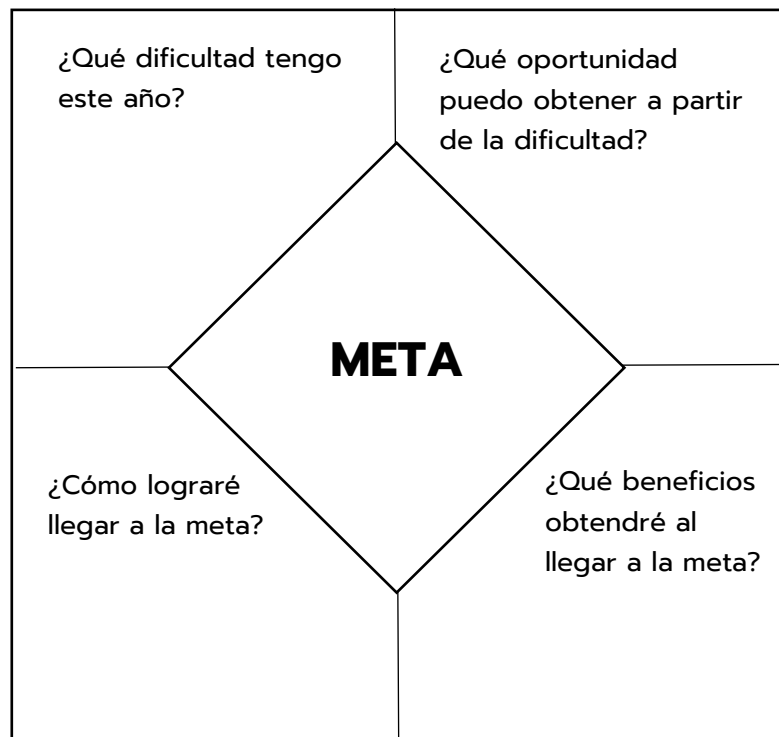 ¿Qué dificultad tengo
este año?
¿Qué oportunidad
puedo obtener a partir
de la dificultad?
META
¿Cómo lograré
llegar a la meta?
¿Qué beneficios
obtendré al
llegar a la meta?